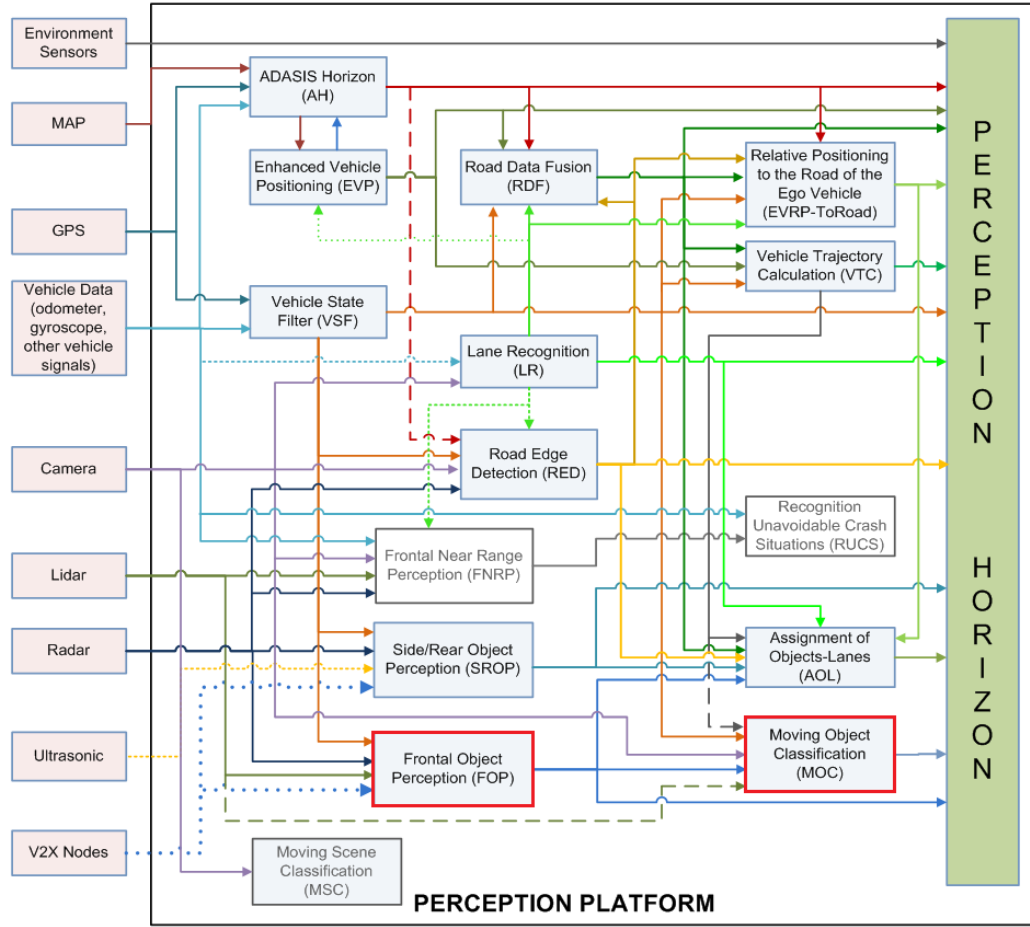 Environment
Sensors
MAP
GPS
Vehicle Data
(odometer,
gyroscope,
other vehicle
signals)
Camera
Lidar
Radar
Ultrasonic
V2X Nodes
ADASIS Horizon
(AH)
Enhanced Vehicle
Positioning (EVP)
Road Data Fusion
(RDF)
Relative Positioning
to the Road of the
Ego Vehicle
(EVRP-ToRoad)
Vehicle Trajectory
Calculation (VTC)
Vehicle State
Filter (VSF)
Lane Recognition
(LR)
Road Edge
Detection (RED)
Recognition
Unavoidable Crash
Situations (RUCS)
Frontal Near Range
Perception (FNRP)
Side/Rear Object
Perception (SROP)
Assignment of
Objects-Lanes
(AOL)
Frontal Object
Perception (FOP)
Moving Object
Classification
(MOC)
Moving Scene
Classification
(MSC)
PERCEPTION PLATFORM
PERCEPTION
HORIZON